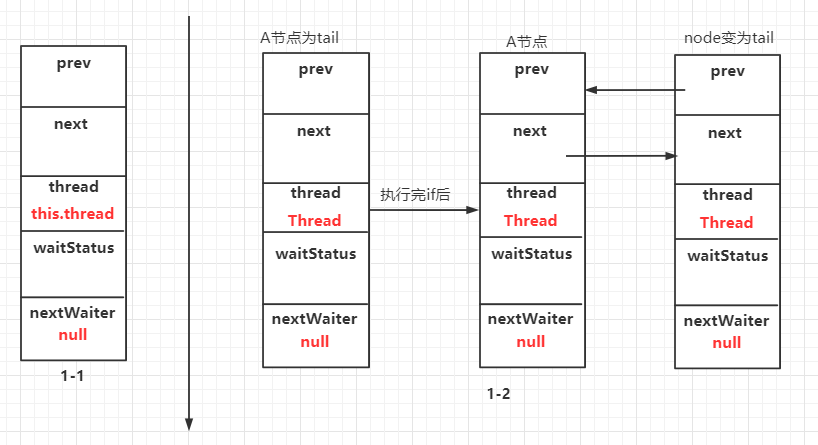 prev
next
thread
this.thread
waitStatus
nextWaiter
null
1-1
A节点为tail
prev
next
thread
Thread
waitStatus
nextWaiter
null
执行完if后
A节点
prev
next
thread
Thread
waitStatus
nextWaiter
null
node变为tail
prev
next
thread
Thread
waitStatus
nextWaiter
null
1-2